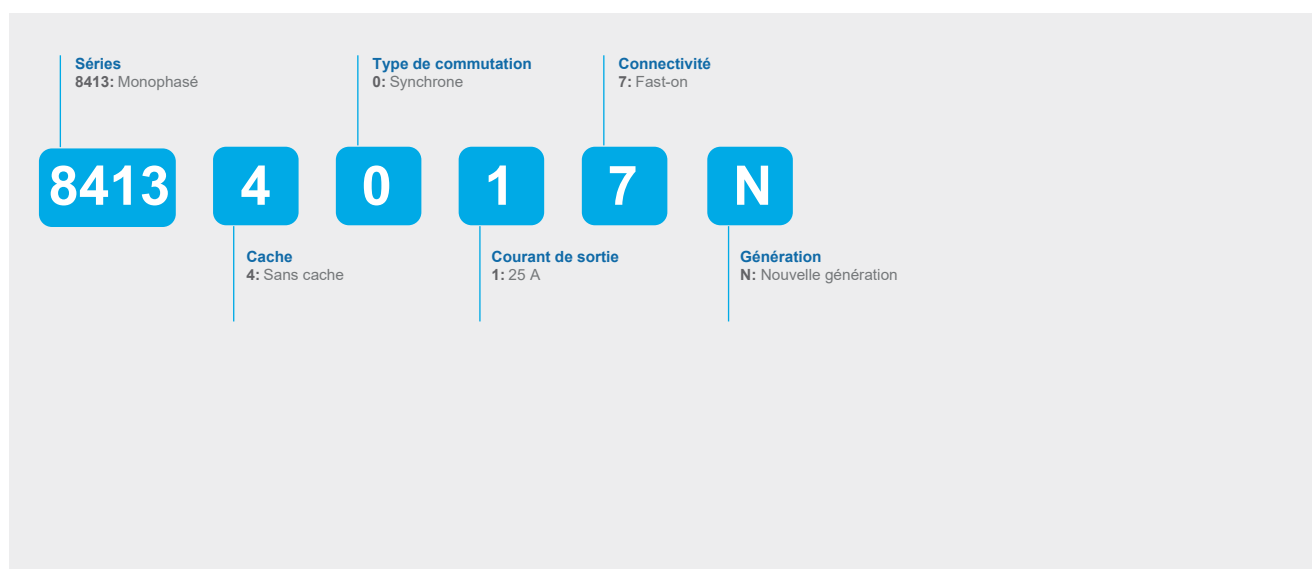 Séries
8413: Monophasé
Type de commutation
0: Synchrone
Connectivité
7: Fast-on
8413 4 0 1 7 N
Cache
4: Sans cache
Courant de sortie
1: 25 A
Génération
N: Nouvelle génération